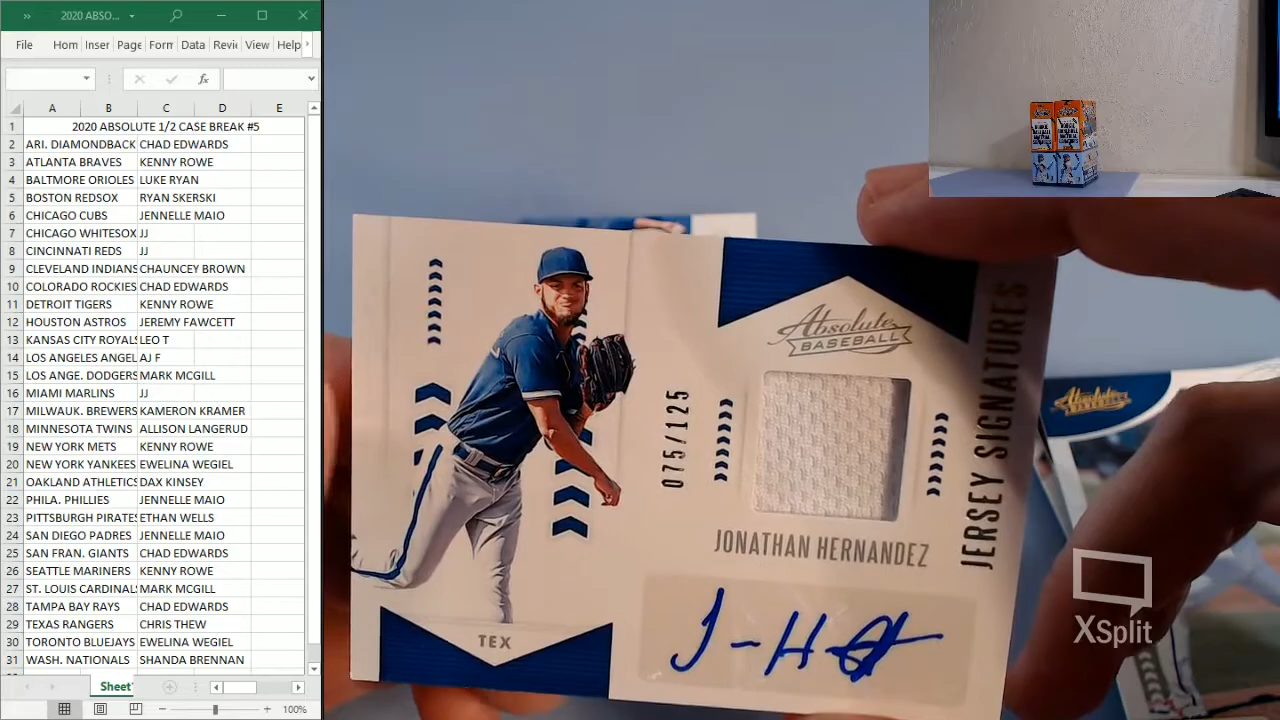 2020 ABSO...
File Hom Inser Page Forr Data Revie View Help
fx
A B C D E
1 2020 ABSOLUTE 1/2 CASE BREAK #5
2 ARI. DIAMONDBACK CHAD EDWARDS
3 ATLANTA BRAVES KENNY ROWE
4 BALTMORE ORIOLES LUKE RYAN
5 BOSTON REDSOX RYAN SKERSKI
6 CHICAGO CUBS JENNELLE MAIO
7 CHICAGO WHITESOX JJ
8 CINCINNATI REDS JJ
9 CLEVELAND INDIANS CHAUNCEY BROWN
10 COLORADO ROCKIES CHAD EDWARDS
11 DETROIT TIGERS KENNY ROWE
12 HOUSTON ASTROS JEREMY FAWCETT
13 KANSAS CITY ROYALS LEO T
14 LOS ANGELES ANGEL AJ F
15 LOS ANGE. DODGERS MARK MCGILL
16 MIAMI MARLINS JJ
17 MILWAUK. BREWERS KAMERON KRAMER
18 MINNESOTA TWINS ALLISON LANGERUD
19 NEW YORK METS KENNY ROWE
20 NEW YORK YANKEES EWELINA WEGIEL
21 OAKLAND ATHLETICS DAX KINSEY
22 PHILA. PHILLIES JENNELLE MAIO
23 PITTSBURGH PIRATES ETHAN WELLS
24 SAN DIEGO PADRES JENNELLE MAIO
25 SAN FRAN. GIANTS CHAD EDWARDS
26 SEATTLE MARINERS KENNY ROWE
27 ST. LOUIS CARDINALS MARK MCGILL
28 TAMPA BAY RAYS CHAD EDWARDS
29 TEXAS RANGERS CHRIS THEW
30 TORONTO BLUEJAYS EWELINA WEGIEL
31 WASH. NATIONALS SHANDA BRENNAN
Sheet1
100%
Absolute
BASEBALL
075/125
JERSEY SIGNATURES
JONATHAN HERNANDEZ
TEX
Absolute
BASEBALL
XSplit